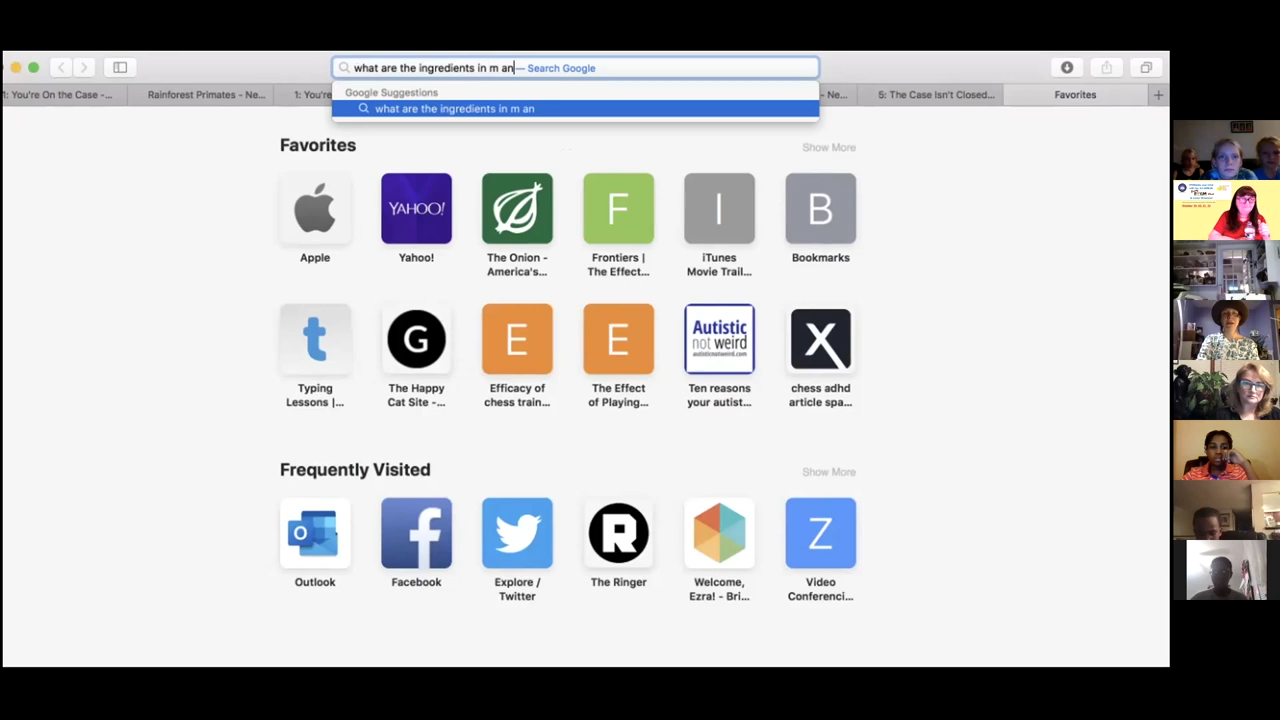 what are the ingredients in m an — Search Google
1: You're On the Case -...
Rainforest Primates - Ne...
1: You're
- Ne...
5: The Case Isn't Closed...
Favorites
Google Suggestions
what are the ingredients in m an
Favorites
Show More
YAHOO!
F
I
B
Apple
Yahoo!
The Onion -
America's...
Frontiers |
The Effect...
iTunes
Movie Trail...
Bookmarks
t
G
E
E
Autistic
not weird
autisticnotweird.com
X
Typing
Lessons |...
The Happy
Cat Site -...
Efficacy of
chess train...
The Effect
of Playing...
Ten reasons
your autist...
chess adhd
article spa...
Frequently Visited
Show More
O
f
R
Z
Outlook
Facebook
Explore /
Twitter
The Ringer
Welcome,
Ezra! - Bri...
Video
Conferenci...